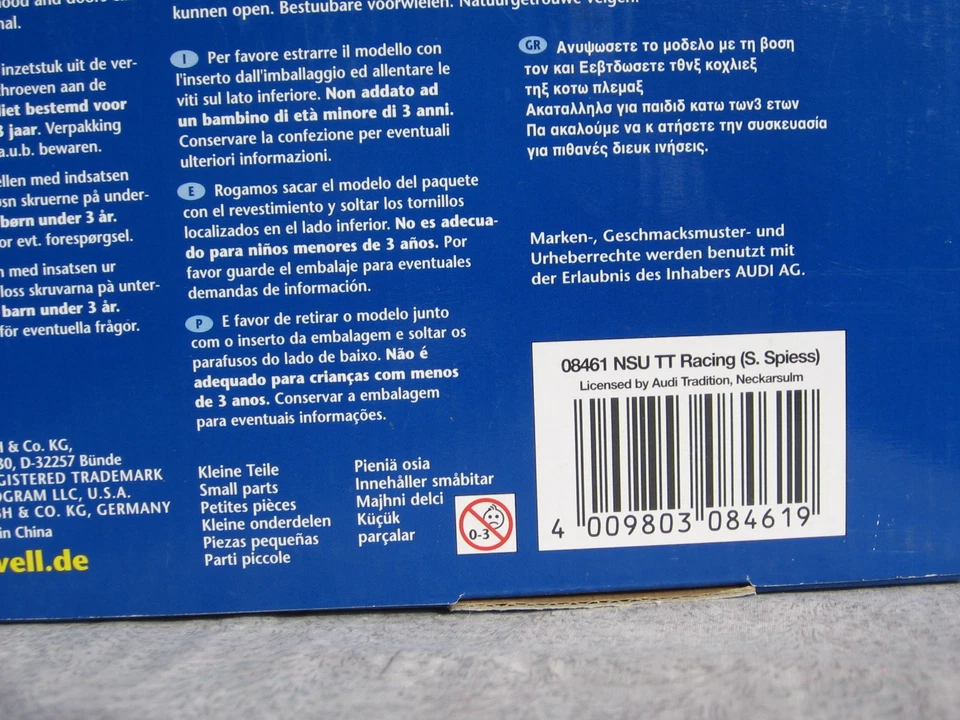 kunnen open. Bestuurbare voorwielen. Natuurgetrouwe velgen.
inzetstuk uit de ver-
chroeven aan de
liet bestemd voor
3 jaar. Verpakking
a.u.b. bewaren.
ellen med indsatsen
øsn skruerne på under-
børn under 3 år.
or evt. forespørgsel.
n med insatsen ur
loss skruvarna på unter-
barn under 3 år.
för eventuella frågor.
I Per favore estrarre il modello con
l'inserto dall'imballaggio ed allentare le
viti sul lato inferiore. Non addato ad
un bambino di età minore di 3 anni.
Conservare la confezione per eventuali
ulteriori informazioni.
E Rogamos sacar el modelo del paquete
con el revestimiento y soltar los tornillos
localizados en el lado inferior. No es adecua-
do para niños menores de 3 años. Por
favor guarde el embalaje para eventuales
demandas de información.
P E favor de retirar o modelo junto
com o inserto da embalagem e soltar os
parafusos do lado de baixo. Não é
adequado para crianças com menos
de 3 anos. Conservar a embalagem
para eventuais informações.
GR Ανυψωσετε το μοδελο με τη βοση
τον και Εεβτδωσετε τθνξ κοχλιεξ
τηξ κοτω πλεμαξ
Ακαταλληλσ για παιδιδ κατω των3 ετων
Πα ακαλούμε να κ ατήσετε την συσκευασία
για πιθανές διευκ ινήσεις.
Marken-, Geschmacksmuster- und
Urheberrechte werden benutzt mit
der Erlaubnis des Inhabers AUDI AG.
08461 NSU TT Racing (S. Spiess)
Licensed by Audi Tradition, Neckarsulm
4 009803 084619
& Co. KG,
30, D-32257 Bünde
GISTERED TRADEMARK
OGRAM LLC, U.S.A.
H & CO. KG, GERMANY
in China
vell.de
Kleine Teile
Small parts
Petites pièces
Kleine onderdelen
Piezas pequeñas
Parti piccole
Pieniä osia
Innehåller småbitar
Majhni delci
Küçük
parçalar
0-3